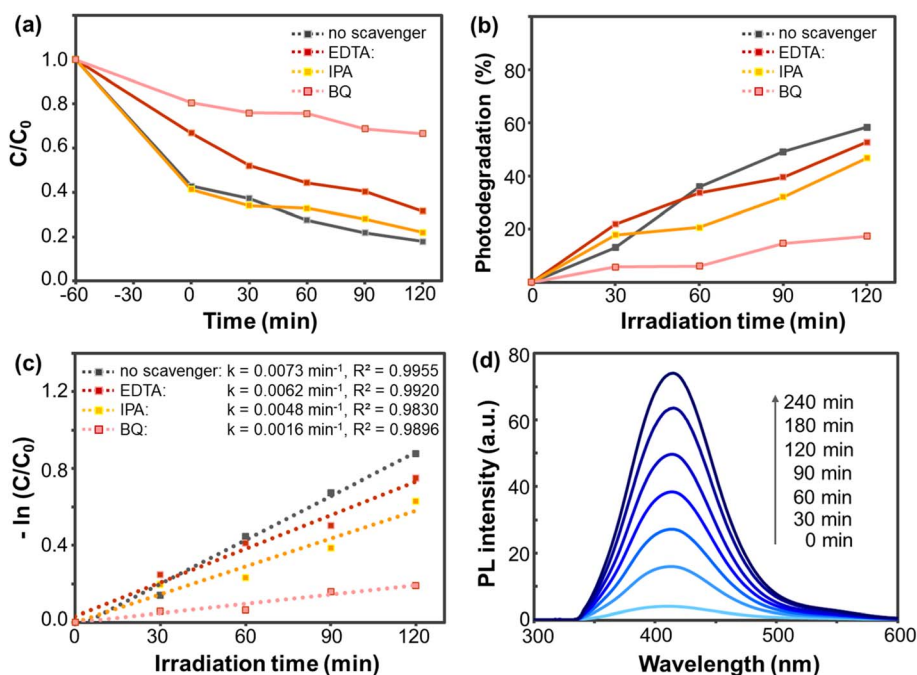 (a)
no scavenger
EDTA:
IPA
BQ
1.0
0.8
0.6
0.4
0.2
0.0
C/C₀
-60
-30
0
30
60
90
120
Time (min)
(b)
no scavenger
EDTA:
IPA
BQ
80
60
40
20
Photodegradation (%)
0
30
60
90
120
Irradiation time (min)
(c)
no scavenger: k = 0.0073 min⁻¹, R² = 0.9955
EDTA: k = 0.0062 min⁻¹, R² = 0.9920
IPA: k = 0.0048 min⁻¹, R² = 0.9830
BQ: k = 0.0016 min⁻¹, R² = 0.9896
1.2
0.8
0.4
0.0
- ln (C/C₀)
0
30
60
90
120
Irradiation time (min)
(d)
240 min
180 min
120 min
90 min
60 min
30 min
0 min
80
60
40
20
0
PL intensity (a.u.)
300
400
500
600
Wavelength (nm)